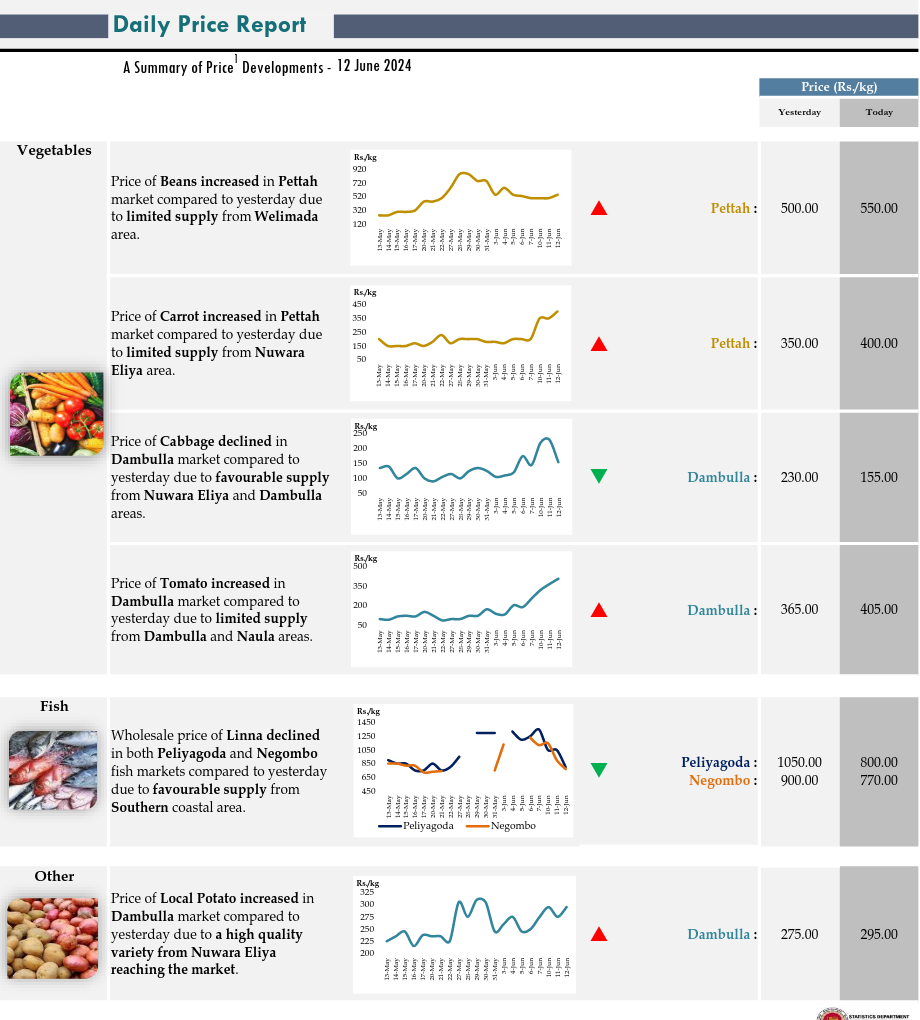 Daily Price Report
A Summary of Price1 Developments - 12 June 2024
Price (Rs./kg)
Yesterday Today
Vegetables
Price of Beans increased in Pettah
market compared to yesterday due
to limited supply from Welimada
area.
Rs./kg
920
720
520
320
120
13-May 14-May 15-May 16-May 17-May 20-May 21-May 22-May 27-May 28-May 29-May 30-May 31-May 3-Jun 4-Jun 5-Jun 6-Jun 7-Jun 10-Jun 11-Jun 12-Jun
Pettah : 500.00 550.00
Price of Carrot increased in Pettah
market compared to yesterday due
to limited supply from Nuwara
Eliya area.
Rs./kg
450
350
250
150
50
13-May 14-May 15-May 16-May 17-May 20-May 21-May 22-May 27-May 28-May 29-May 30-May 31-May 3-Jun 4-Jun 5-Jun 6-Jun 7-Jun 10-Jun 11-Jun 12-Jun
Pettah : 350.00 400.00
Price of Cabbage declined in
Dambulla market compared to
yesterday due to favourable supply
from Nuwara Eliya and Dambulla
areas.
Rs./kg
250
200
150
100
50
13-May 14-May 15-May 16-May 17-May 20-May 21-May 22-May 27-May 28-May 29-May 30-May 31-May 3-Jun 4-Jun 5-Jun 6-Jun 7-Jun 10-Jun 11-Jun 12-Jun
Dambulla : 230.00 155.00
Price of Tomato increased in
Dambulla market compared to
yesterday due to limited supply
from Dambulla and Naula areas.
Rs./kg
500
350
200
50
13-May 14-May 15-May 16-May 17-May 20-May 21-May 22-May 27-May 28-May 29-May 30-May 31-May 3-Jun 4-Jun 5-Jun 6-Jun 7-Jun 10-Jun 11-Jun 12-Jun
Dambulla : 365.00 405.00
Fish
Wholesale price of Linna declined
in both Peliyagoda and Negombo
fish markets compared to yesterday
due to favourable supply from
Southern coastal area.
Rs./kg
1450
1250
1050
850
650
450
13-May 14-May 15-May 16-May 17-May 20-May 21-May 22-May 27-May 28-May 29-May 30-May 31-May 3-Jun 4-Jun 5-Jun 6-Jun 7-Jun 10-Jun 11-Jun 12-Jun
Peliyagoda Negombo
Peliyagoda : 1050.00 800.00
Negombo : 900.00 770.00
Other
Price of Local Potato increased in
Dambulla market compared to
yesterday due to a high quality
variety from Nuwara Eliya
reaching the market.
Rs./kg
325
300
275
250
225
200
13-May 14-May 15-May 16-May 17-May 20-May 21-May 22-May 27-May 28-May 29-May 30-May 31-May 3-Jun 4-Jun 5-Jun 6-Jun 7-Jun 10-Jun 11-Jun 12-Jun
Dambulla : 275.00 295.00
STATISTICS DEPARTMENT